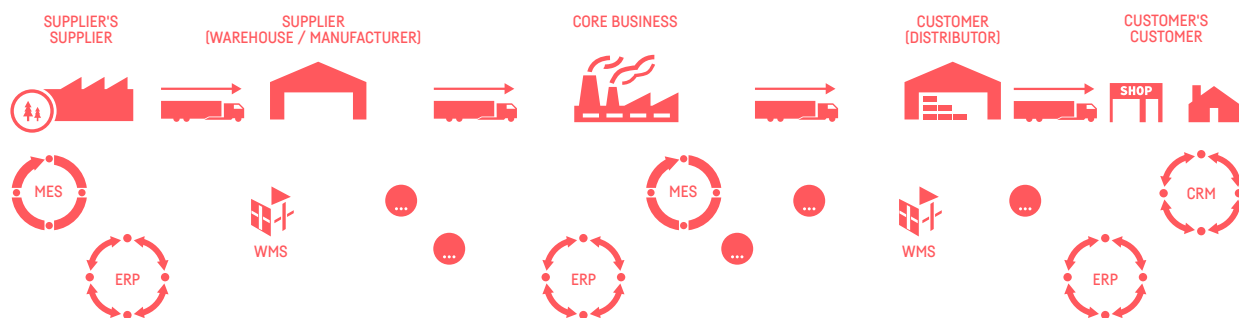 SUPPLIER'S
SUPPLIER
SUPPLIER
(WAREHOUSE / MANUFACTURER)
CORE BUSINESS
CUSTOMER
(DISTRIBUTOR)
CUSTOMER'S
CUSTOMER
SHOP
MES
...
MES
...
...
CRM
WMS
...
...
WMS
ERP
ERP
ERP